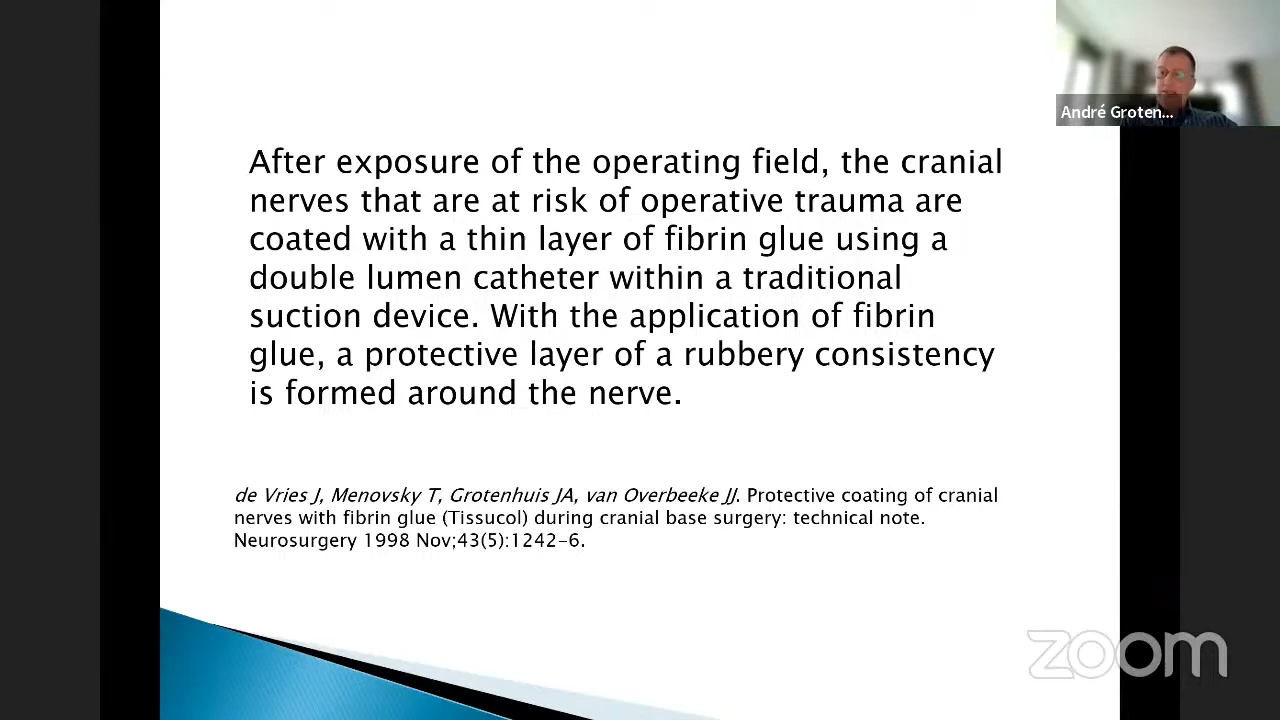 After exposure of the operating field, the cranial
nerves that are at risk of operative trauma are
coated with a thin layer of fibrin glue using a
double lumen catheter within a traditional
suction device. With the application of fibrin
glue, a protective layer of a rubbery consistency
is formed around the nerve.
de Vries J, Menovsky T, Grotenhuis JA, van Overbeeke JJ. Protective coating of cranial
nerves with fibrin glue (Tissucol) during cranial base surgery: technical note.
Neurosurgery 1998 Nov;43(5):1242-6.
André Groten...
zoom